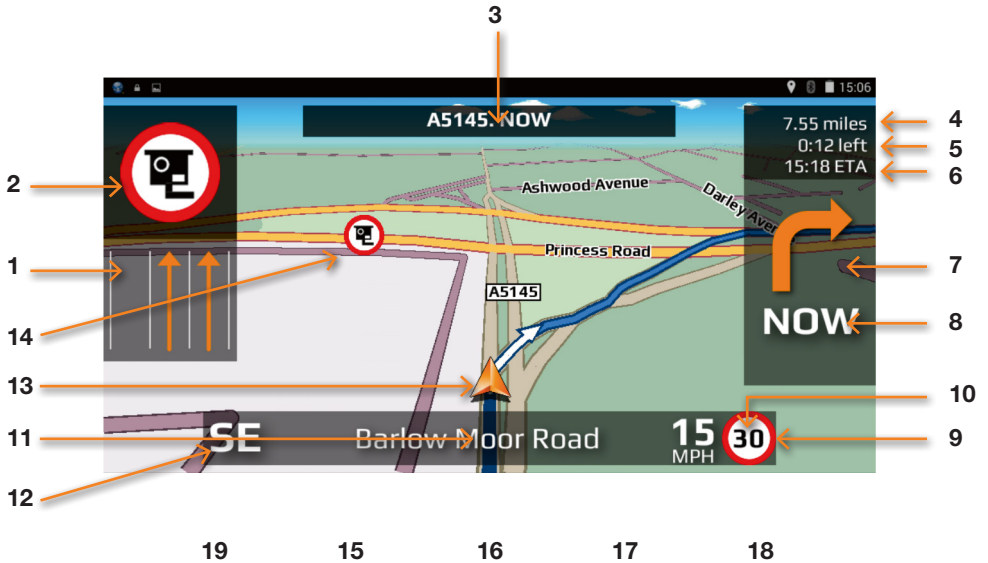 3
15:06
A5145: NOW
7.55 miles
4
0:12 left
5
15:18 ETA
6
2
Ashwood Avenue
Darley Ave
Princess Road
1
7
A5145
14
NOW
8
13
10
11
SE
Barlow Moor Road
15
MPH
30
9
12
19 15 16 17 18